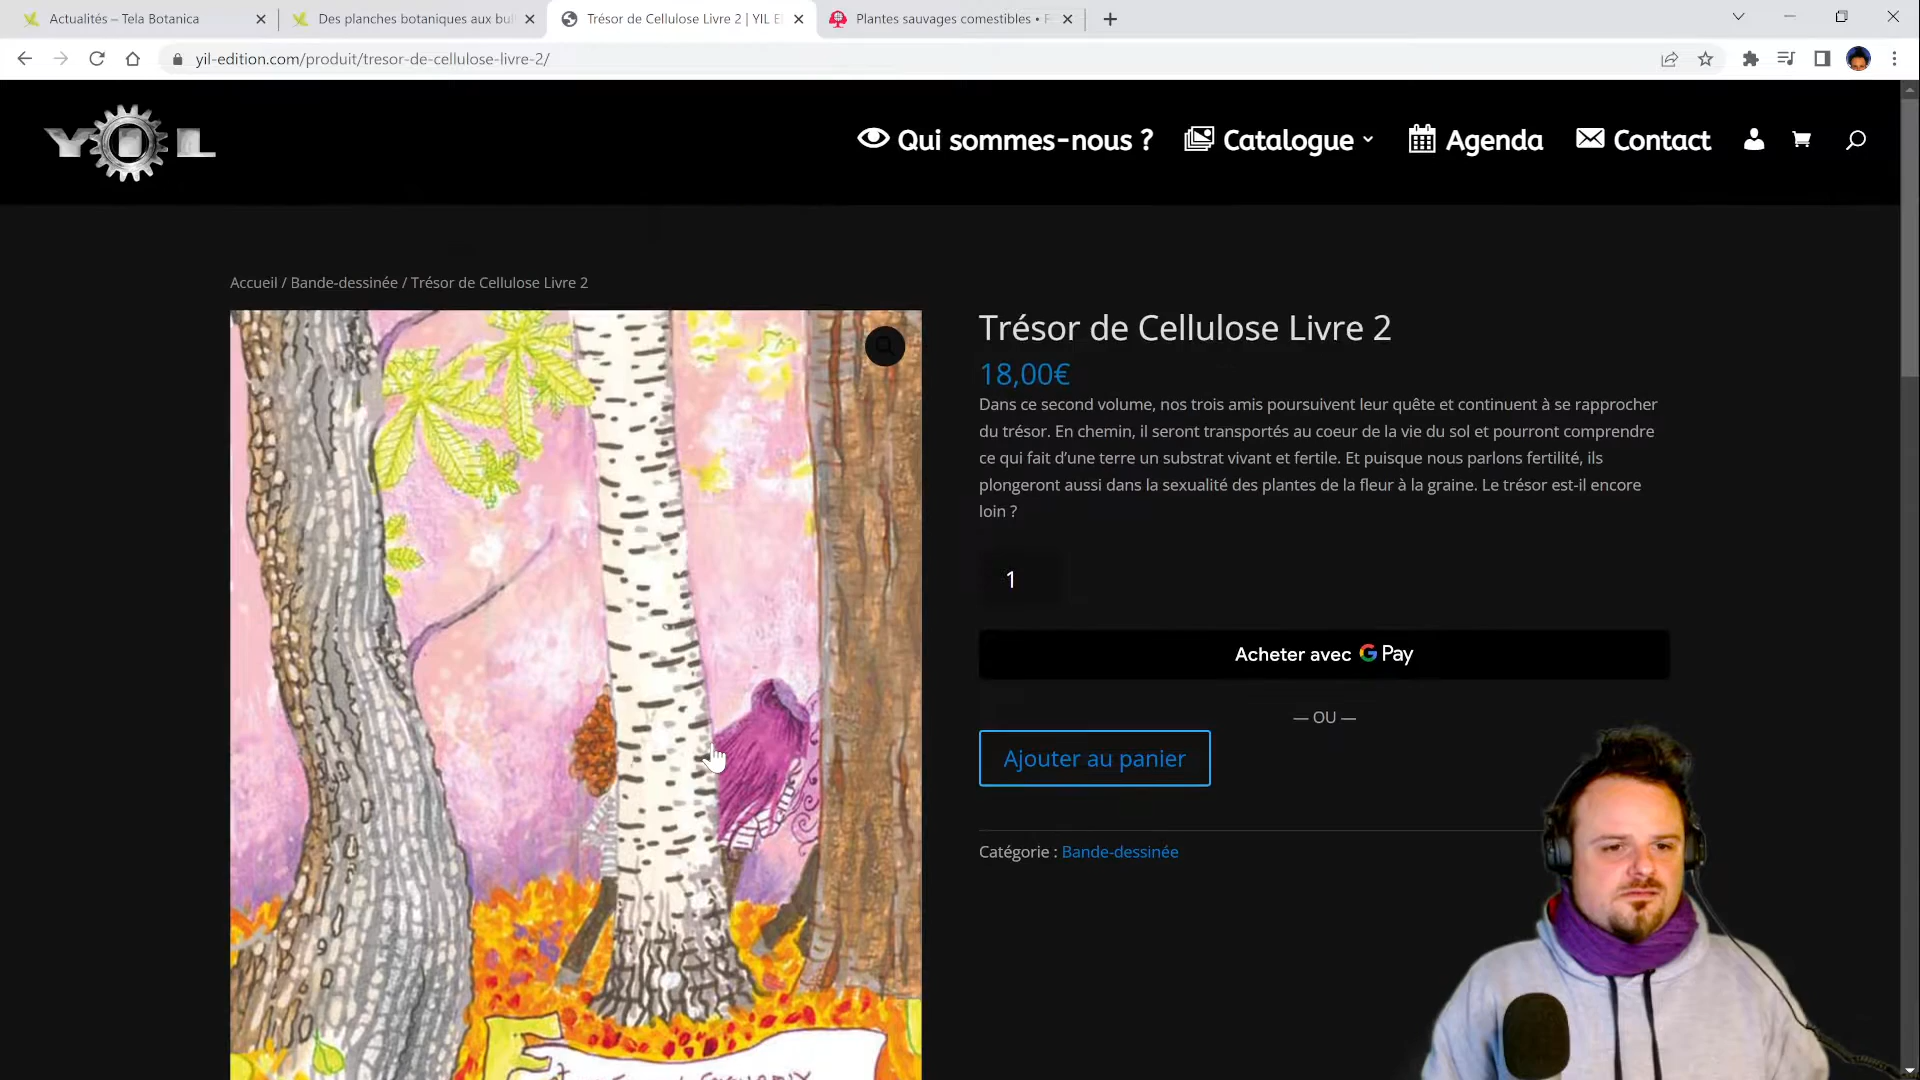 Actualités – Tela Botanica
Des planches botaniques aux bul
Trésor de Cellulose Livre 2 | YIL E
Plantes sauvages comestibles • F
yil-edition.com/produit/tresor-de-cellulose-livre-2/
YIL
Qui sommes-nous ?
Catalogue
Agenda
Contact
Accueil / Bande-dessinée / Trésor de Cellulose Livre 2
Trésor de Cellulose Livre 2
18,00€
Dans ce second volume, nos trois amis poursuivent leur quête et continuent à se rapprocher
du trésor. En chemin, il seront transportés au coeur de la vie du sol et pourront comprendre
ce qui fait d’une terre un substrat vivant et fertile. Et puisque nous parlons fertilité, ils
plongeront aussi dans la sexualité des plantes de la fleur à la graine. Le trésor est-il encore
loin ?
1
Acheter avec G Pay
— OU —
Ajouter au panier
Catégorie : Bande-dessinée